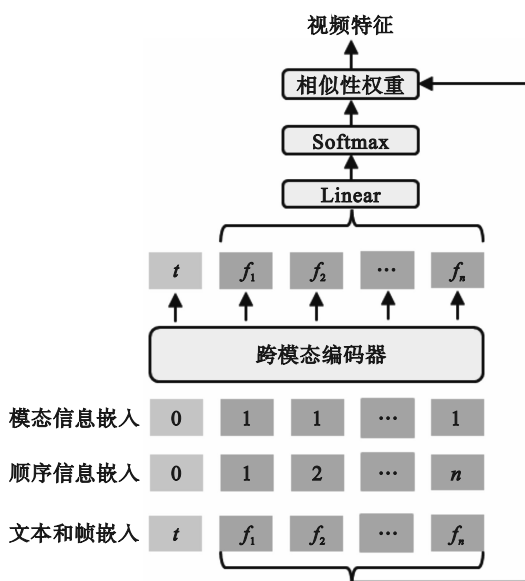 视频特征
相似性权重
Softmax
Linear
t f₁ f₂ … fₙ
跨模态编码器
模态信息嵌入 0 1 1 … 1
顺序信息嵌入 0 1 2 … n
文本和帧嵌入 t f₁ f₂ … fₙ